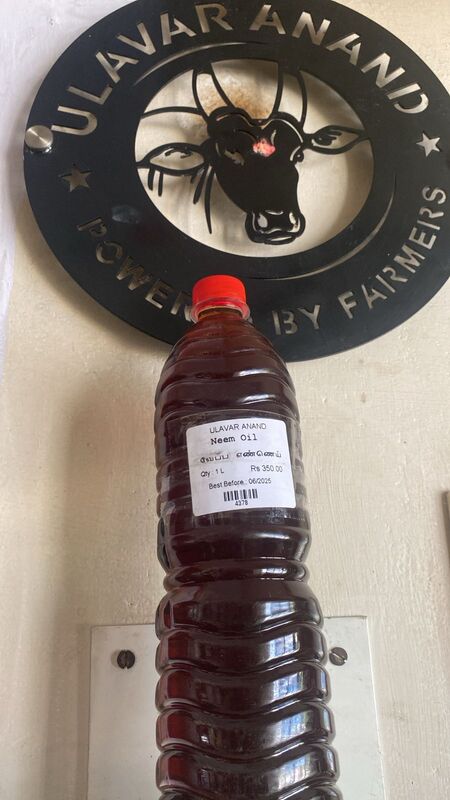 ULAVAR ANAND
POWERED BY FARMERS
ULAVAR ANAND
Neem Oil
வேப்ப எண்ணெய்
Qty : 1 L Rs 350.00
Best Before : 06/2025
4378